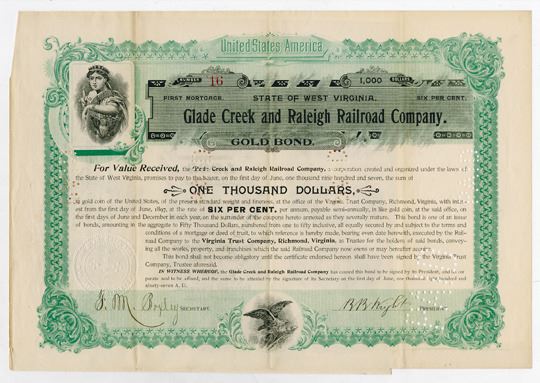 United States America
NUMBER 16 1,000 DOLLARS
FIRST MORTGAGE. STATE OF WEST VIRGINIA. SIX PER CENT.
Glade Creek and Raleigh Railroad Company.
GOLD BOND.
For Value Received, the Glade Creek and Raleigh Railroad Company, a corporation created and organized under the laws of
the State of West Virginia, promises to pay to the bearer, on the first day of June, one thousand nine hundred and seven, the sum of
ONE THOUSAND DOLLARS,
in gold coin of the United States, of the present standard weight and fineness, at the office of the Virginia Trust Company, Richmond, Virginia, with inter-
est from the first day of June, 1897, at the rate of SIX PER CENT. per annum, payable semi-annually, in like gold coin, at the said office, on
the first days of June and December in each year, on the surrender of the coupons hereto annexed as they severally mature. This bond is one of an issue
of bonds, amounting in the aggregate to Fifty Thousand Dollars, numbered from one to fifty inclusive, all equally secured by and subject to the terms and
conditions of a mortgage or deed of trust, to which reference is hereby made, bearing even date herewith, executed by the Rail-
road Company to the Virginia Trust Company, Richmond, Virginia, as Trustee for the holders of said bonds, convey-
ing all the works, property, and franchises which the said Railroad Company now owns or may hereafter acquire.
This bond shall not become obligatory until the certificate endorsed hereon shall have been signed by the Virginia Trust
Company, Trustee aforesaid.
IN WITNESS WHEREOF, the Glade Creek and Raleigh Railroad Company has caused this bond to be signed by its President, and its cor-
porate seal to be affixed, and the same to be attested by the signature of its Secretary on the first day of June, one thousand eight hundred and
ninety-seven A. D.
SECRETARY. PRESIDENT.